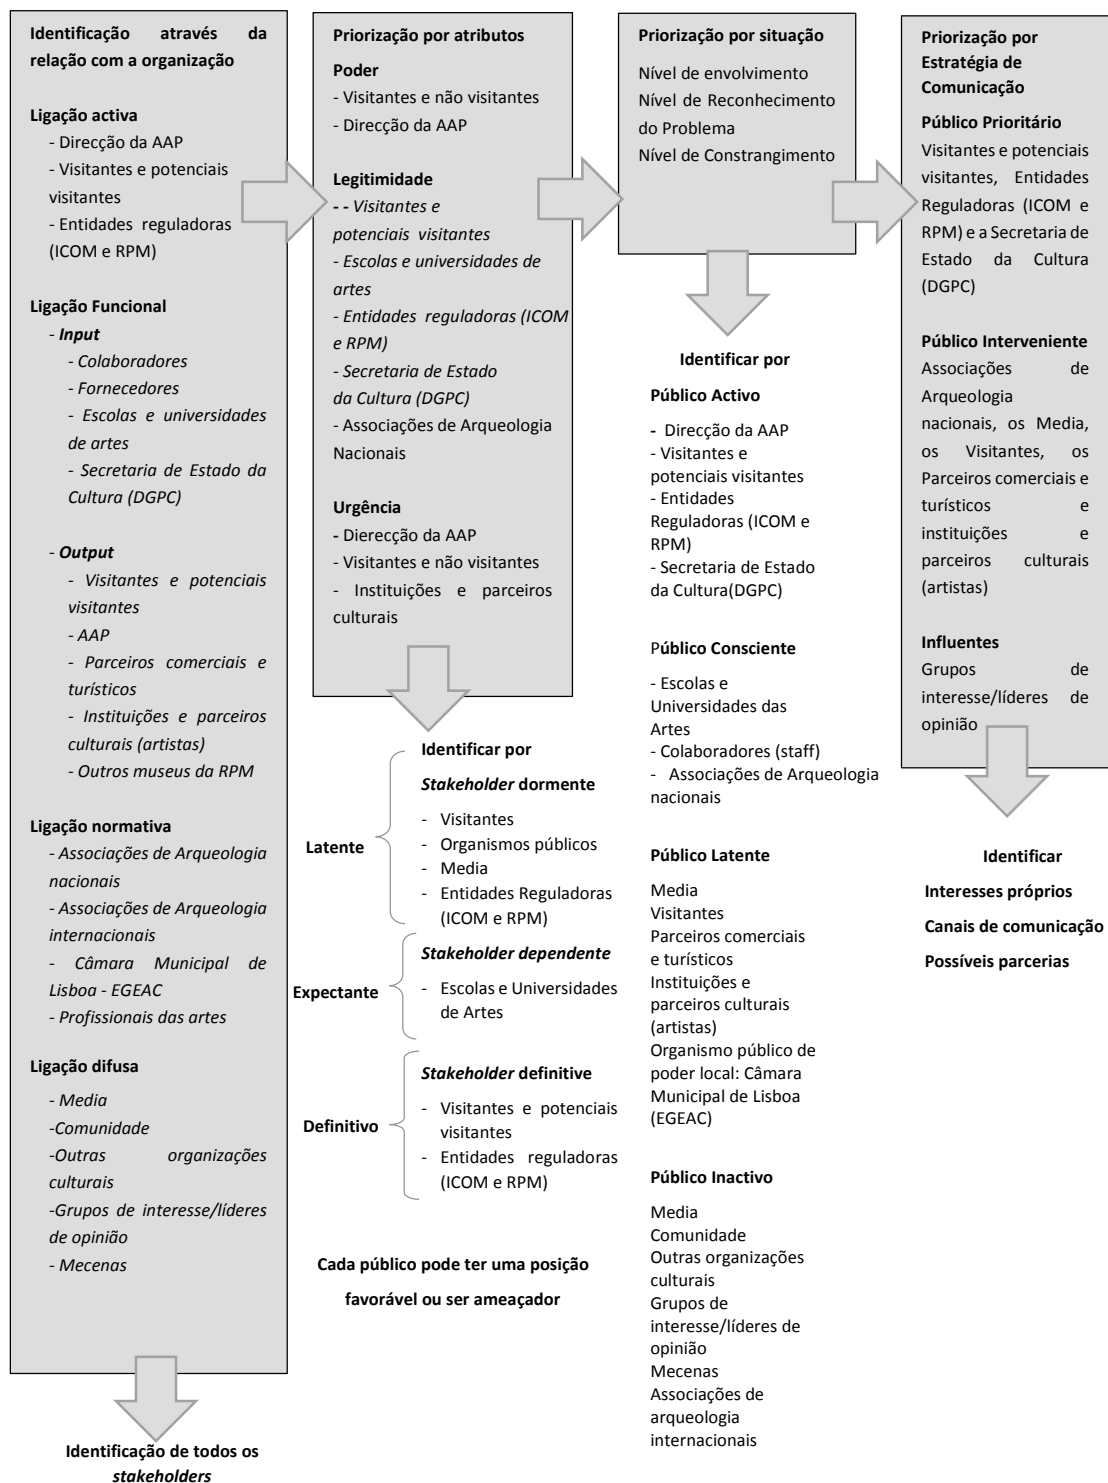 Identificação através da
relação com a organização
Ligação activa
- Direcção da AAP
- Visitantes e potenciais
visitantes
- Entidades reguladoras
(ICOM e RPM)
Ligação Funcional
- Input
- Colaboradores
- Fornecedores
- Escolas e universidades
de artes
- Secretaria de Estado da
Cultura (DGPC)
- Output
- Visitantes e potenciais
visitantes
- AAP
- Parceiros comerciais e
turísticos
- Instituições e parceiros
culturais (artistas)
- Outros museus da RPM
Ligação normativa
- Associações de Arqueologia
nacionais
- Associações de Arqueologia
internacionais
- Câmara Municipal de
Lisboa - EGEAC
- Profissionais das artes
Ligação difusa
- Media
-Comunidade
-Outras organizações
culturais
-Grupos de interesse/líderes
de opinião
- Mecenas
Identificação de todos os
stakeholders
Priorização por atributos
Poder
- Visitantes e não visitantes
- Direcção da AAP
Legitimidade
- - Visitantes e
potenciais visitantes
- Escolas e universidades de
artes
- Entidades reguladoras (ICOM
e RPM)
- Secretaria de Estado
da Cultura (DGPC)
- Associações de Arqueologia
Nacionais
Urgência
- Dierecção da AAP
- Visitantes e não visitantes
- Instituições e parceiros
culturais
Identificar por
Latente
Stakeholder dormente
- Visitantes
- Organismos públicos
- Media
- Entidades Reguladoras
(ICOM e RPM)
Expectante
Stakeholder dependente
- Escolas e Universidades
de Artes
Definitivo
Stakeholder definitive
- Visitantes e potenciais
visitantes
- Entidades reguladoras
(ICOM e RPM)
Cada público pode ter uma posição
favorável ou ser ameaçador
Priorização por situação
Nível de envolvimento
Nível de Reconhecimento
do Problema
Nível de Constrangimento
Identificar por
Público Activo
- Direcção da AAP
- Visitantes e
potenciais visitantes
- Entidades
Reguladoras (ICOM e
RPM)
- Secretaria de Estado
da Cultura(DGPC)
Público Consciente
- Escolas e
Universidades das
Artes
- Colaboradores (staff)
- Associações de Arqueologia
nacionais
Público Latente
Media
Visitantes
Parceiros comerciais
e turísticos
Instituições e
parceiros culturais
(artistas)
Organismo público de
poder local: Câmara
Municipal de Lisboa
(EGEAC)
Público Inactivo
Media
Comunidade
Outras organizações
culturais
Grupos de
interesse/líderes de
opinião
Mecenas
Associações de
arqueologia
internacionais
Priorização por
Estratégia de
Comunicação
Público Prioritário
Visitantes e potenciais
visitantes, Entidades
Reguladoras (ICOM e
RPM) e a Secretaria de
Estado da Cultura
(DGPC)
Público Interveniente
Associações de
Arqueologia
nacionais, os Media,
os Visitantes, os
Parceiros comerciais e
turísticos e
instituições e
parceiros culturais
(artistas)
Influentes
Grupos de
interesse/líderes de
opinião
Identificar
Interesses próprios
Canais de comunicação
Possíveis parcerias